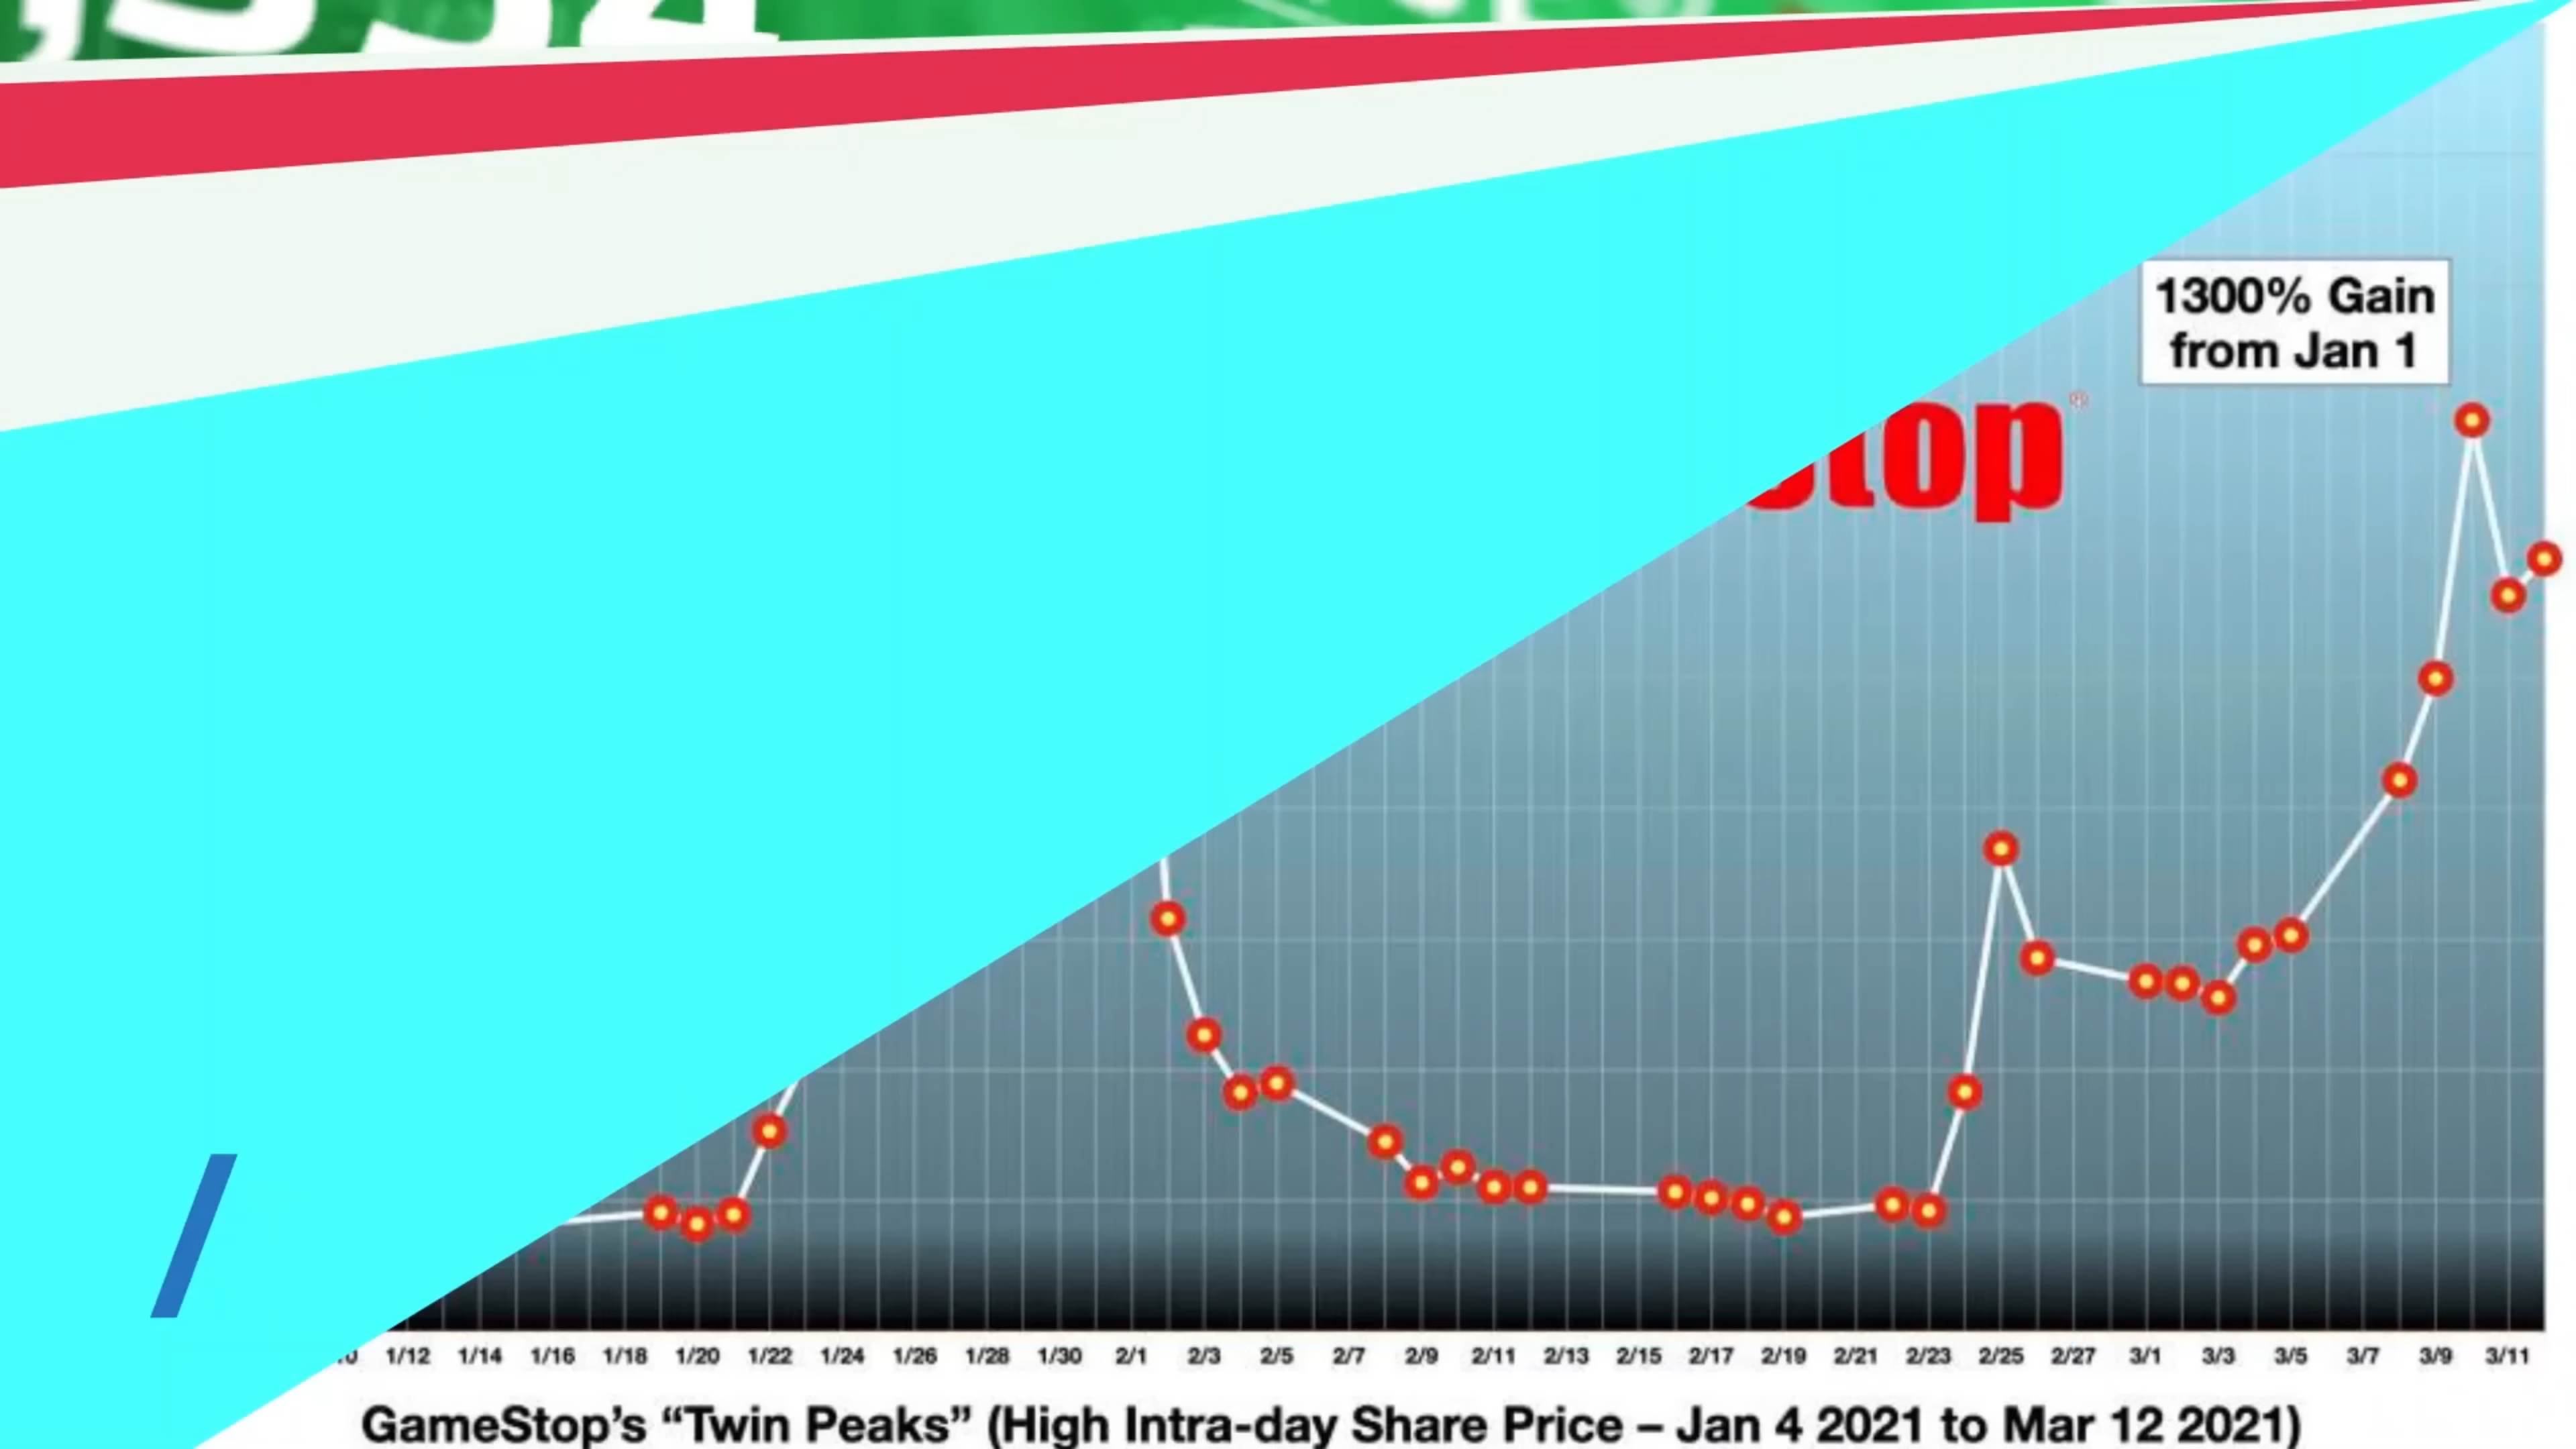 1300% Gain
from Jan 1
top®
1/12 1/14 1/16 1/18 1/20 1/22 1/24 1/26 1/28 1/30 2/1 2/3 2/5 2/7 2/9 2/11 2/13 2/15 2/17 2/19 2/21 2/23 2/25 2/27 3/1 3/3 3/5 3/7 3/9 3/11
GameStop’s “Twin Peaks” (High Intra-day Share Price – Jan 4 2021 to Mar 12 2021)